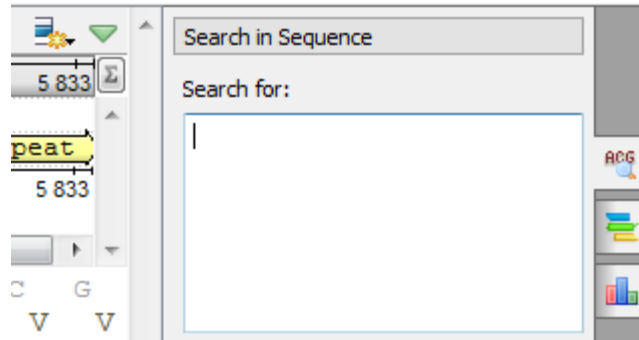 Search in Sequence
5 833
Σ
Search for:
peat
5 833
ACG
C G
V V